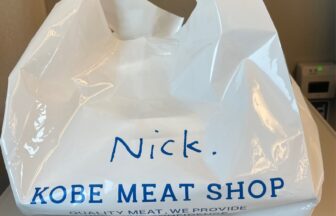 Nick.
KOBE MEAT SHOP
QUALITY MEAT. WE PROVIDE